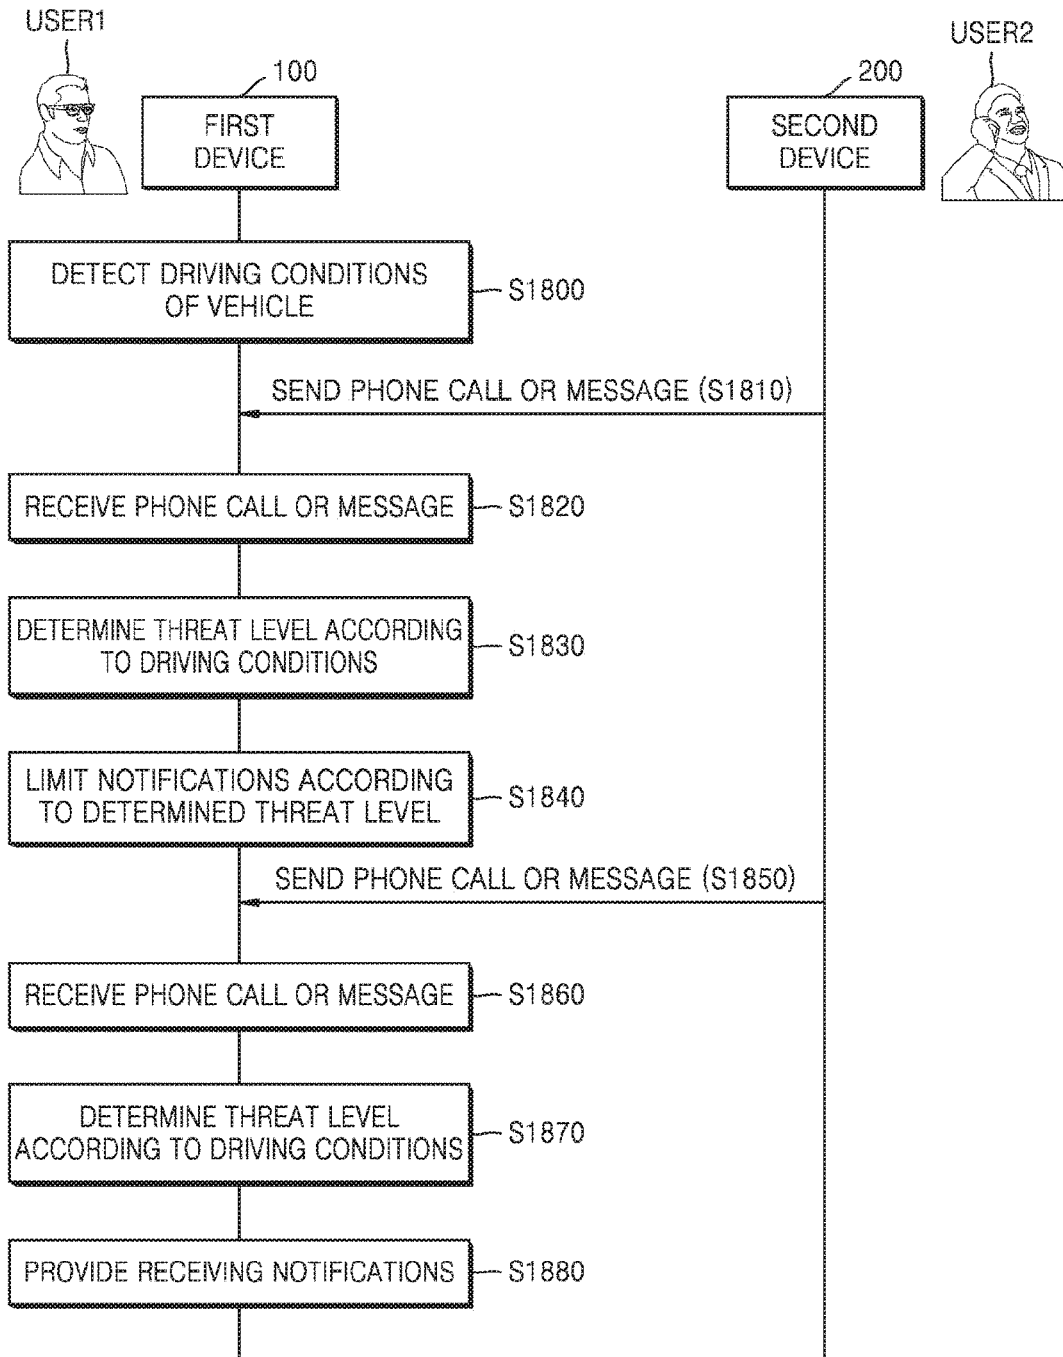 USER1
USER2
100
200
FIRST
DEVICE
SECOND
DEVICE
DETECT DRIVING CONDITIONS
OF VEHICLE
S1800
SEND PHONE CALL OR MESSAGE (S1810)
RECEIVE PHONE CALL OR MESSAGE
S1820
DETERMINE THREAT LEVEL ACCORDING
TO DRIVING CONDITIONS
S1830
LIMIT NOTIFICATIONS ACCORDING
TO DETERMINED THREAT LEVEL
S1840
SEND PHONE CALL OR MESSAGE (S1850)
RECEIVE PHONE CALL OR MESSAGE
S1860
DETERMINE THREAT LEVEL
ACCORDING TO DRIVING CONDITIONS
S1870
PROVIDE RECEIVING NOTIFICATIONS
S1880